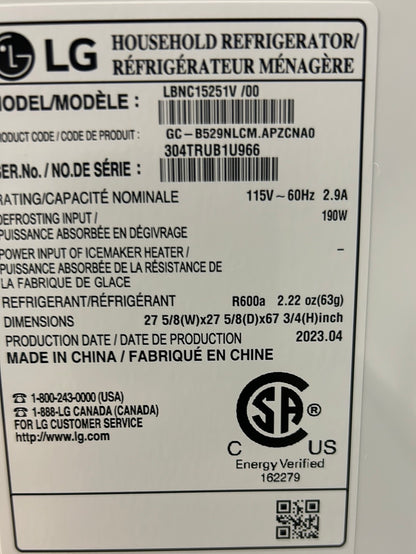 LG HOUSEHOLD REFRIGERATOR/
RÉFRIGÉRATEUR MÉNAGÈRE
MODEL/MODÈLE : LBNC15251V /00
PRODUCT CODE / CODE DE PRODUIT : GC-B529NLCM.APZCNA0
304TRUB1U966
SER.No. / NO.DE SÉRIE :
RATING/CAPACITÉ NOMINALE 115V~60Hz 2.9A
DEFROSTING INPUT / 190W
PUISSANCE ABSORBÉE EN DÉGIVRAGE
POWER INPUT OF ICEMAKER HEATER / –
PUISSANCE ABSORBÉE DE LA RÉSISTANCE DE
LA FABRIQUE DE GLACE
REFRIGERANT/RÉFRIGÉRANT R600a 2.22 oz(63g)
DIMENSIONS 27 5/8(W)x27 5/8(D)x67 3/4(H)inch
PRODUCTION DATE / DATE DE PRODUCTION 2023.04
MADE IN CHINA / FABRIQUÉ EN CHINE
☎ 1-800-243-0000 (USA)
☎ 1-888-LG CANADA (CANADA)
FOR LG CUSTOMER SERVICE
http://www.lg.com
CSA®
C US
Energy Verified
162279